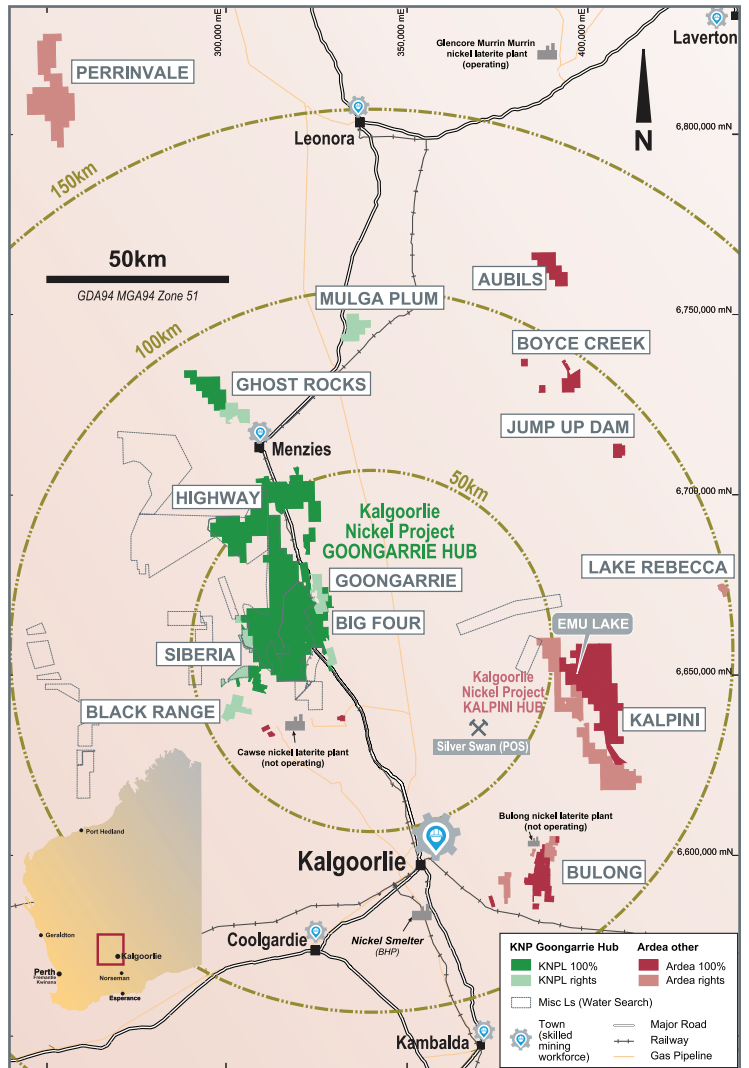 300,000 mE
350,000 mE
400,000 mE
Glencore Murrin Murrin
nickel laterite plant
(operating)
Laverton
PERRINVALE
Leonora
N
6,800,000 mN
150km
50km
GDA94 MGA94 Zone 51
AUBILS
MULGA PLUM
6,750,000 mN
100km
BOYCE CREEK
GHOST ROCKS
JUMP UP DAM
Menzies
50km
HIGHWAY
6,700,000 mN
Kalgoorlie
Nickel Project
GOONGARRIE HUB
GOONGARRIE
LAKE REBECCA
BIG FOUR
EMU LAKE
SIBERIA
6,650,000 mN
Kalgoorlie
Nickel Project
KALPINI HUB
BLACK RANGE
KALPINI
Silver Swan (POS)
Cawse nickel laterite plant
(not operating)
Bulong nickel laterite plant
(not operating)
Port Hedland
Kalgoorlie
6,600,000 mN
BULONG
Geraldton
Kalgoorlie
Perth
Fremantle
Kwinana
Norseman
Esperance
Coolgardie
Nickel Smelter
(BHP)
Kambalda
KNP Goongarrie Hub
Ardea other
KNPL 100%
Ardea 100%
KNPL rights
Ardea rights
Misc Ls (Water Search)
Town
(skilled
mining
workforce)
Major Road
Railway
Gas Pipeline